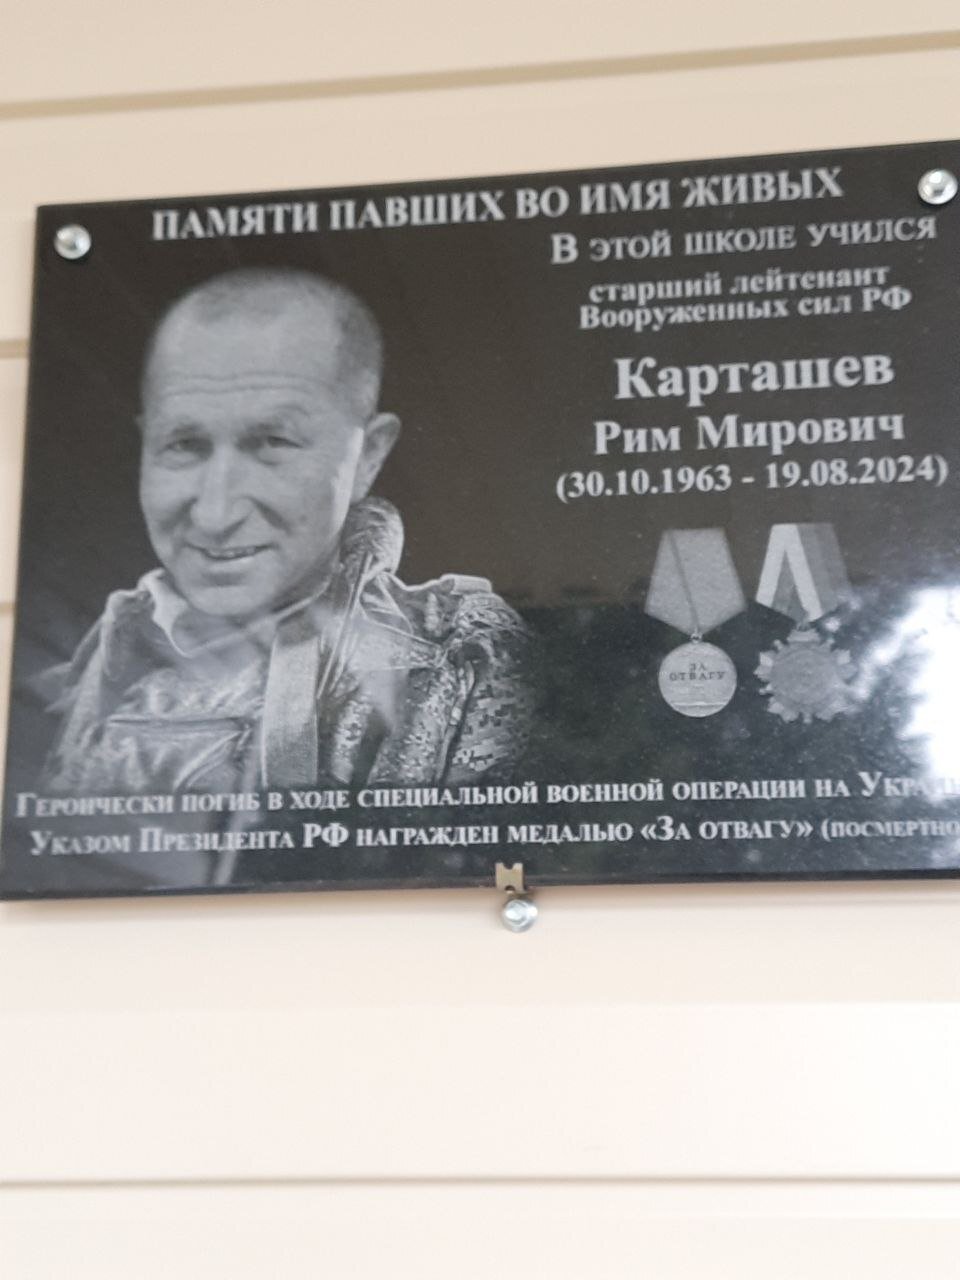 ПАМЯТИ ПАВШИХ ВО ИМЯ ЖИВЫХ
В ЭТОЙ ШКОЛЕ УЧИЛСЯ
старший лейтенант
Вооруженных сил РФ
Карташев
Рим Мирович
(30.10.1963 - 19.08.2024)
ЗА
ОТВАГУ
ГЕРОИЧЕСКИ ПОГИБ В ХОДЕ СПЕЦИАЛЬНОЙ ВОЕННОЙ ОПЕРАЦИИ НА
УКАЗОМ ПРЕЗИДЕНТА РФ НАГРАЖДЕН МЕДАЛЬЮ «ЗА ОТВАГУ» (ПОСМЕРТНО